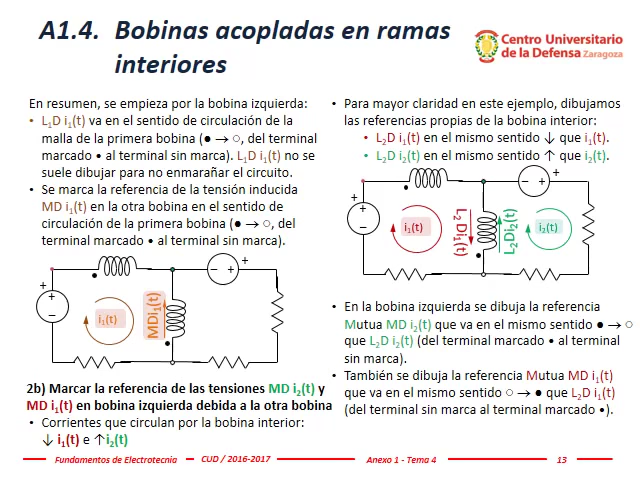 A1.4. Bobinas acopladas en ramas
interiores
Centro Universitario
de la Defensa Zaragoza
En resumen, se empieza por la bobina izquierda:
• L₁D i₁(t) va en el sentido de circulación de la
malla de la primera bobina (● → ○, del terminal
marcado • al terminal sin marca). L₁D i₁(t) no se
suele dibujar para no enmarañar el circuito.
• Se marca la referencia de la tensión inducida
MD i₁(t) en la otra bobina en el sentido de
circulación de la primera bobina (● → ○, del
terminal marcado • al terminal sin marca).
+
+
−
− +
+
i₁(t)
MDi₁(t)
2b) Marcar la referencia de las tensiones MD i₂(t) y
MD i₁(t) en bobina izquierda debida a la otra bobina
• Corrientes que circulan por la bobina interior:
↓ i₁(t) e ↑i₂(t)
• Para mayor claridad en este ejemplo, dibujamos
las referencias propias de la bobina interior:
• L₂D i₁(t) en el mismo sentido ↓ que i₁(t).
• L₂D i₂(t) en el mismo sentido ↑ que i₂(t).
+
+
−
− +
+
i₁(t)
L₂ Di₁(t)
L₂Di₂(t)
i₂(t)
• En la bobina izquierda se dibuja la referencia
Mutua MD i₂(t) que va en el mismo sentido ● → ○
que L₂D i₂(t) (del terminal marcado • al terminal
sin marca).
• También se dibuja la referencia Mutua MD i₁(t)
que va en el mismo sentido ○ → ● que L₂D i₁(t)
(del terminal sin marca al terminal marcado •).
Fundamentos de Electrotecnia CUD / 2016-2017 Anexo 1 - Tema 4 13